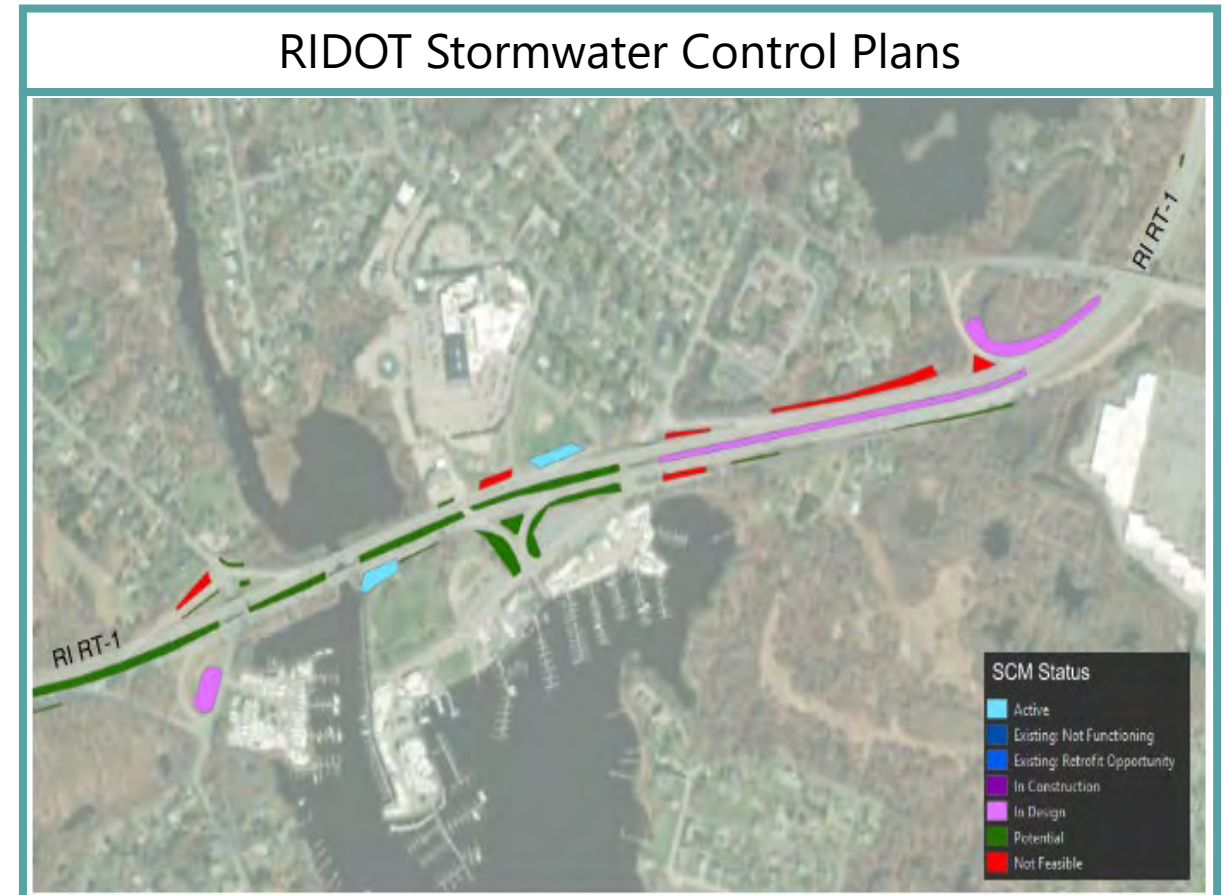 RIDOT Stormwater Control Plans
RI RT-1
RI RT-1
SCM Status
Active
Existing: Not Functioning
Existing: Retrofit Opportunity
In Construction
In Design
Potential
Not Feasible